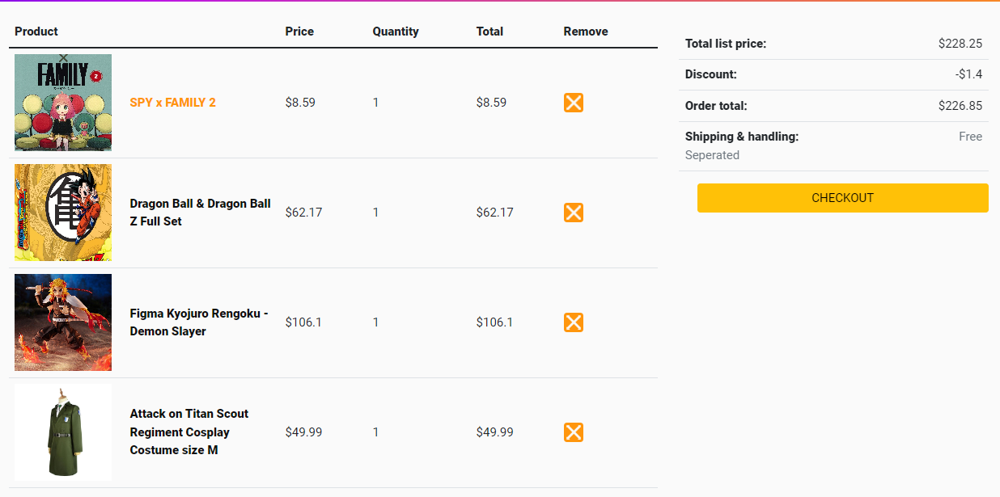 Product Price Quantity Total Remove
FAMILY
2
SPY x FAMILY 2 $8.59 1 $8.59
亀
Dragon Ball & Dragon Ball
Z Full Set
$62.17 1 $62.17
Figma Kyojuro Rengoku -
Demon Slayer
$106.1 1 $106.1
Attack on Titan Scout
Regiment Cosplay
Costume size M
$49.99 1 $49.99
Total list price: $228.25
Discount: -$1.4
Order total: $226.85
Shipping & handling: Free
Seperated
CHECKOUT